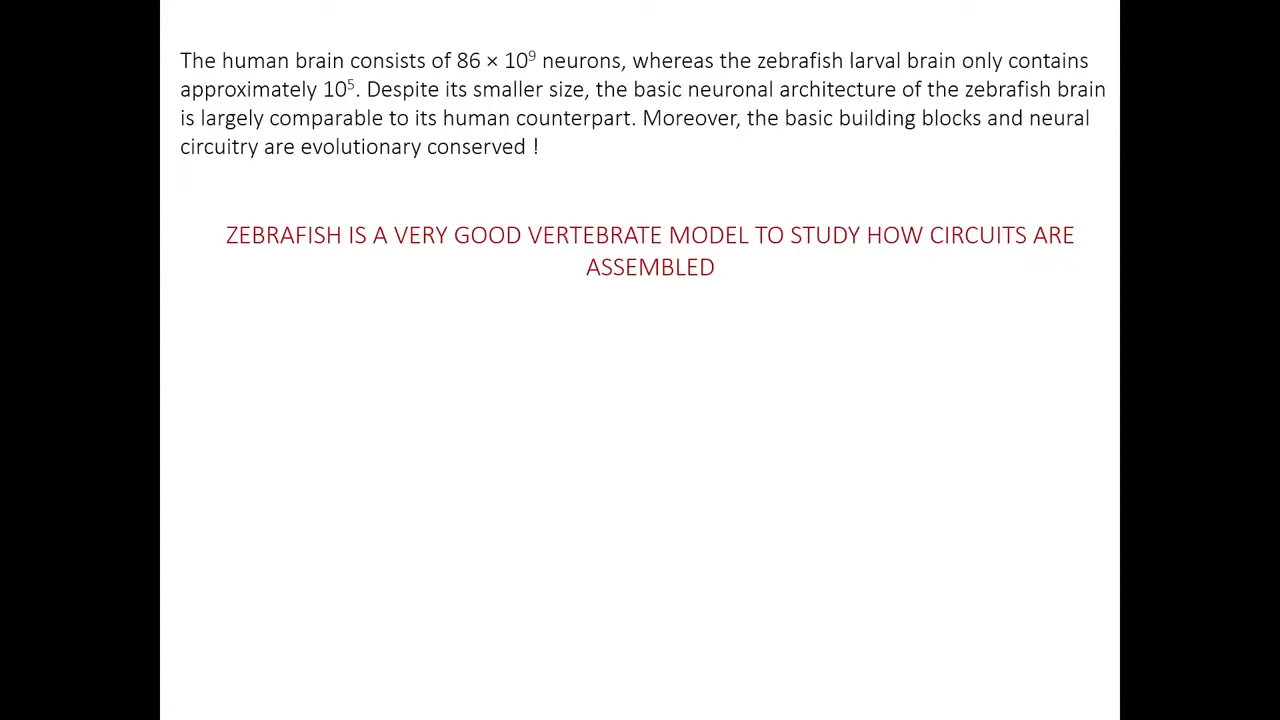 The human brain consists of 86 × 10⁹ neurons, whereas the zebrafish larval brain only contains
approximately 10⁵. Despite its smaller size, the basic neuronal architecture of the zebrafish brain
is largely comparable to its human counterpart. Moreover, the basic building blocks and neural
circuitry are evolutionary conserved !
ZEBRAFISH IS A VERY GOOD VERTEBRATE MODEL TO STUDY HOW CIRCUITS ARE
ASSEMBLED